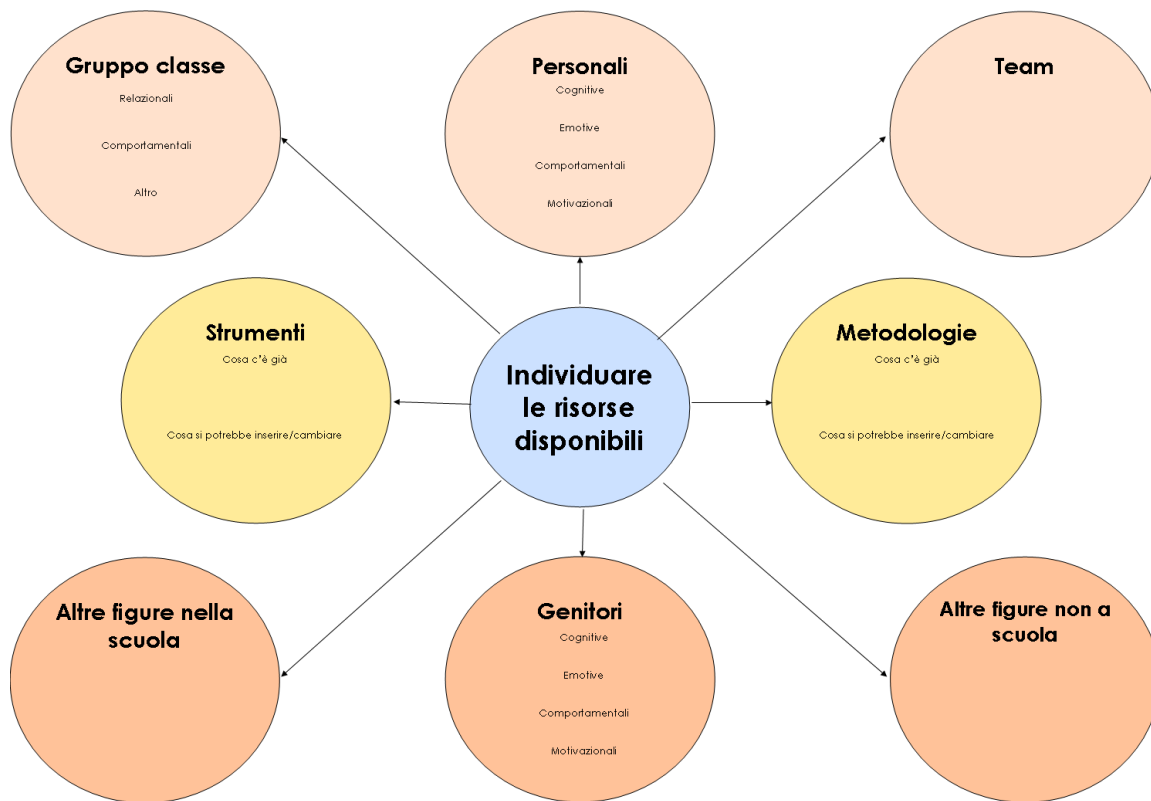 Gruppo classe
Relazionali
Comportamentali
Altro
Personali
Cognitive
Emotive
Comportamentali
Motivazionali
Team
Strumenti
Cosa c'è già
Cosa si potrebbe inserire/cambiare
Individuare
le risorse
disponibili
Metodologie
Cosa c'è già
Cosa si potrebbe inserire/cambiare
Altre figure nella
scuola
Genitori
Cognitive
Emotive
Comportamentali
Motivazionali
Altre figure non a
scuola